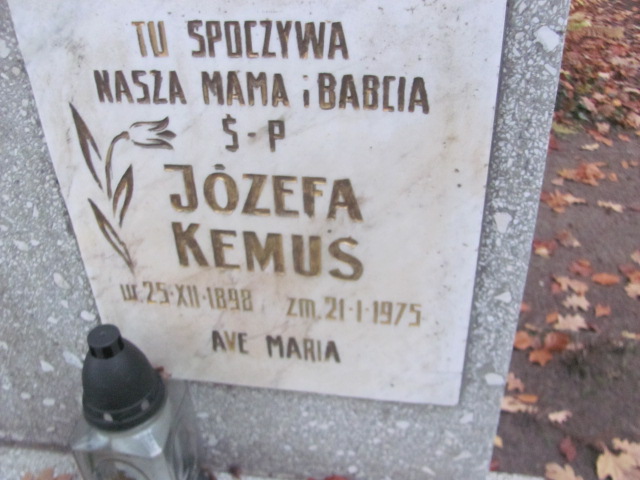 TU SPOCZYWA
NASZA MAMA i BABCIA
Ś-P
JÓZEFA
KEMUS
ur. 25·XII·1898 zm. 21·I·1975
AVE MARIA